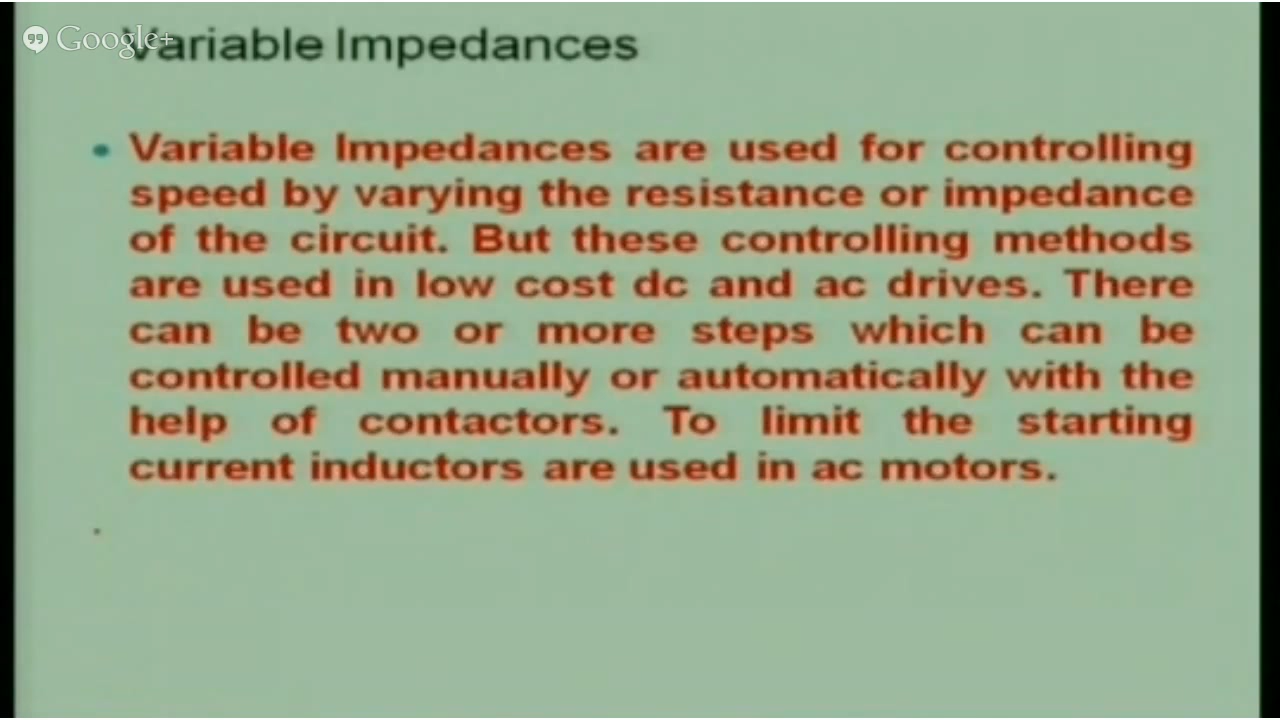 Google+
Variable Impedances
• Variable Impedances are used for controlling
speed by varying the resistance or impedance
of the circuit. But these controlling methods
are used in low cost dc and ac drives. There
can be two or more steps which can be
controlled manually or automatically with the
help of contactors. To limit the starting
current inductors are used in ac motors.